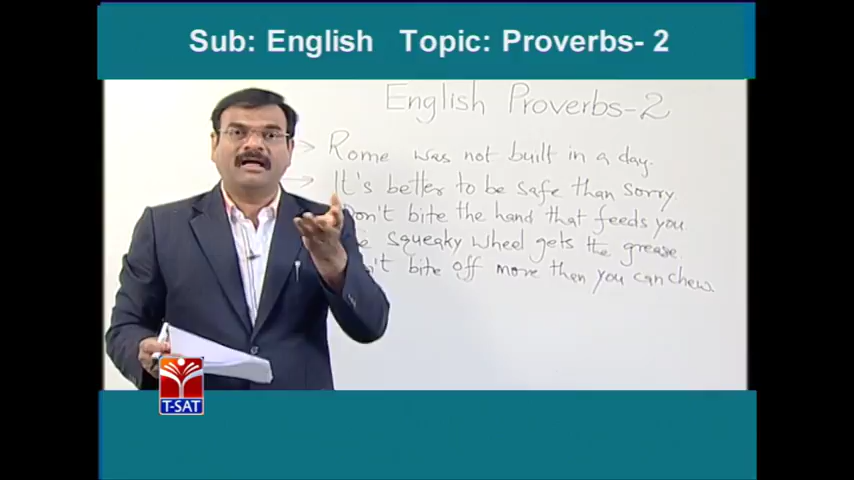 Sub: English Topic: Proverbs- 2
English Proverbs-2
Rome was not built in a day.
It's better to be safe than sorry.
Don't bite the hand that feeds you.
squeaky wheel gets the grease.
bite off more than you can chew.
T-SAT